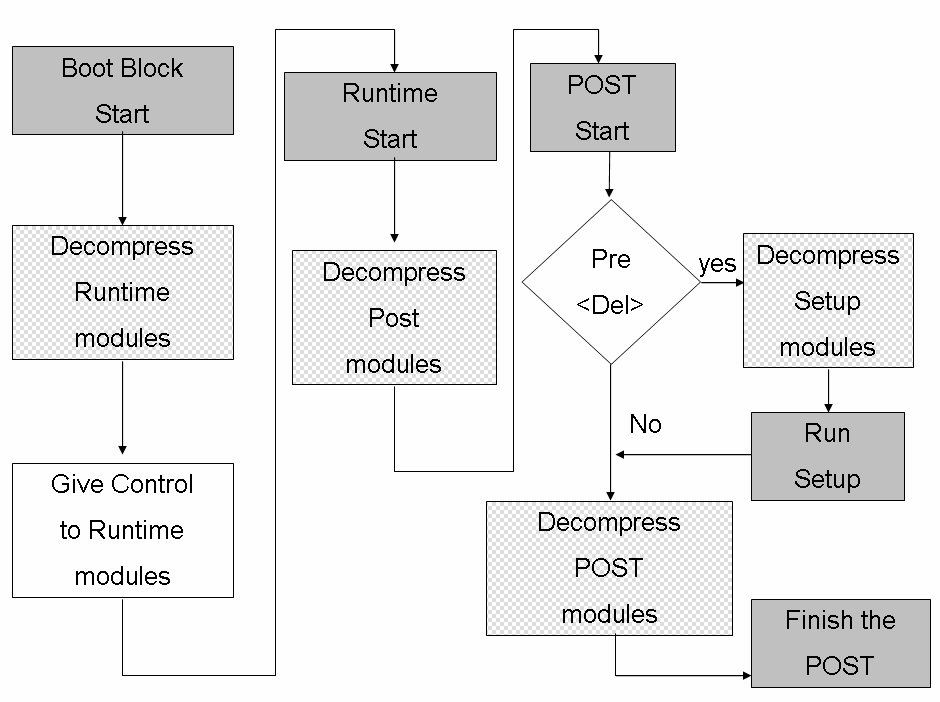 Boot Block
Start
Decompress
Runtime
modules
Give Control
to Runtime
modules
Runtime
Start
Decompress
Post
modules
POST
Start
Pre
<Del>
yes
Decompress
Setup
modules
Run
Setup
No
Decompress
POST
modules
Finish the
POST